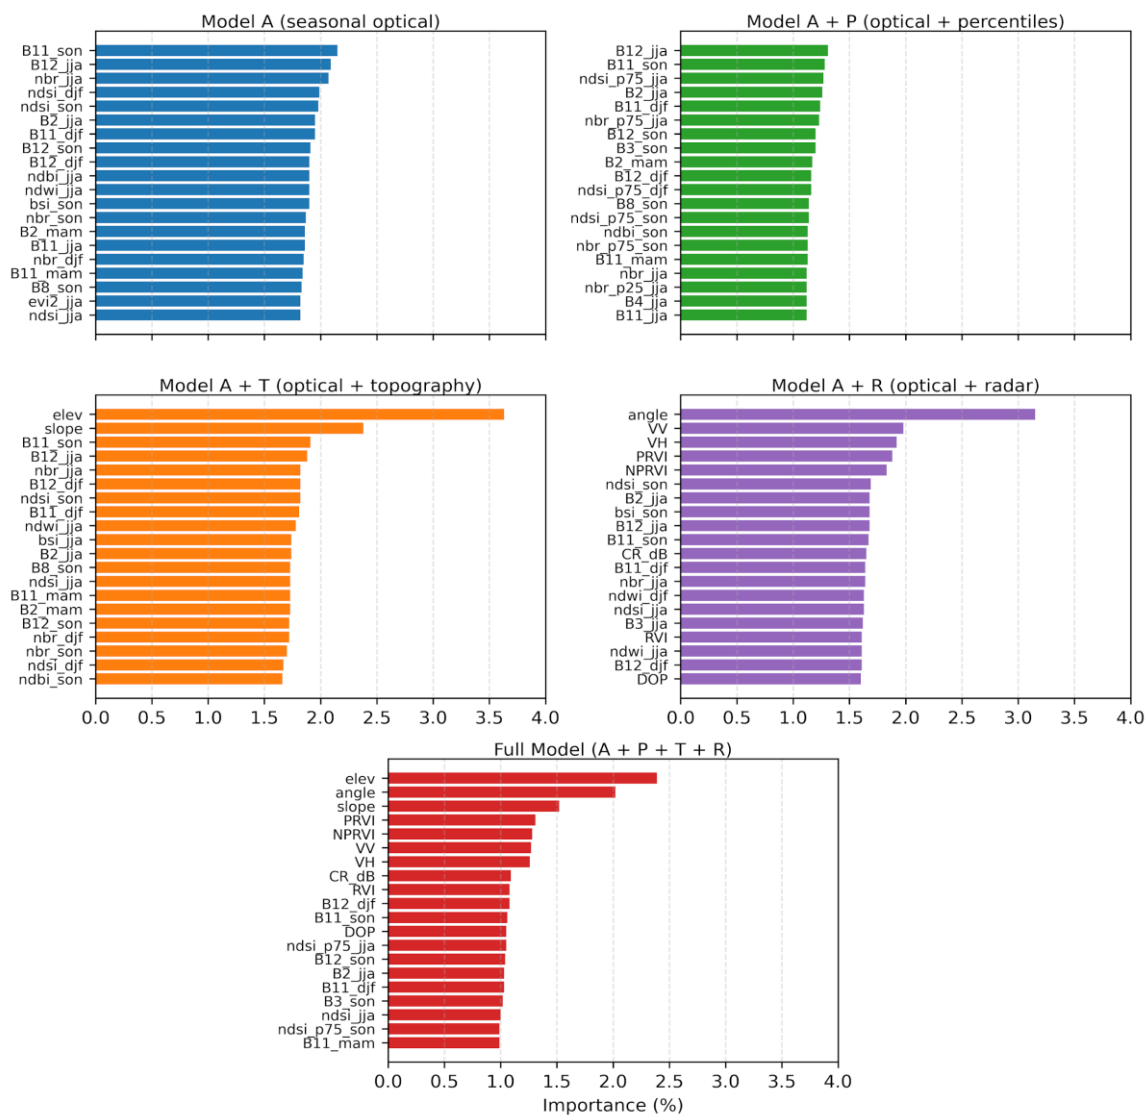 Model A (seasonal optical)
B11_son
B12_jja
nbr_jja
ndsi_djf
ndsi_son
B2_jja
B11_djf
B12_son
B12_djf
ndbi_jja
ndwi_jja
bsi_son
nbr_son
B2_mam
B11_jja
nbr_djf
B11_mam
B8_son
evi2_jja
ndsi_jja
Model A + P (optical + percentiles)
B12_jja
B11_son
ndsi_p75_jja
B2_jja
B11_djf
nbr_p75_jja
B12_son
B3_son
B2_mam
B12_djf
ndsi_p75_djf
B8_son
ndsi_p75_son
ndbi_son
nbr_p75_son
B11_mam
nbr_jja
nbr_p25_jja
B4_jja
B11_jja
Model A + T (optical + topography)
elev
slope
B11_son
B12_jja
nbr_jja
B12_djf
ndsi_son
B11_djf
ndwi_jja
bsi_jja
B2_jja
B8_son
ndsi_jja
B11_mam
B2_mam
B12_son
nbr_djf
nbr_son
ndsi_djf
ndbi_son
0.0 0.5 1.0 1.5 2.0 2.5 3.0 3.5 4.0
Model A + R (optical + radar)
angle
VV
VH
PRVI
NPRVI
ndsi_son
B2_jja
bsi_son
B12_jja
B11_son
CR_dB
B11_djf
nbr_jja
ndwi_djf
ndsi_jja
B3_jja
RVI
ndwi_jja
B12_djf
DOP
0.0 0.5 1.0 1.5 2.0 2.5 3.0 3.5 4.0
Full Model (A + P + T + R)
elev
angle
slope
PRVI
NPRVI
VV
VH
CR_dB
RVI
B12_djf
B11_son
DOP
ndsi_p75_jja
B12_son
B2_jja
B11_djf
B3_son
ndsi_jja
ndsi_p75_son
B11_mam
0.0 0.5 1.0 1.5 2.0 2.5 3.0 3.5 4.0
Importance (%)